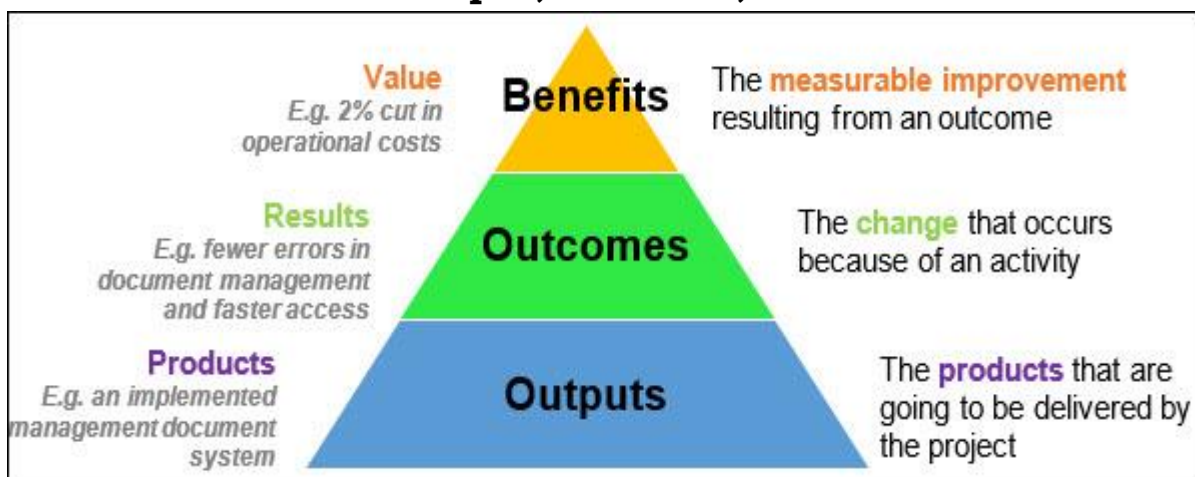 Value
E.g. 2% cut in
operational costs
Benefits
The measurable improvement
resulting from an outcome
Results
E.g. fewer errors in
document management
and faster access
Outcomes
The change that occurs
because of an activity
Products
E.g. an implemented
management document
system
Outputs
The products that are
going to be delivered by
the project